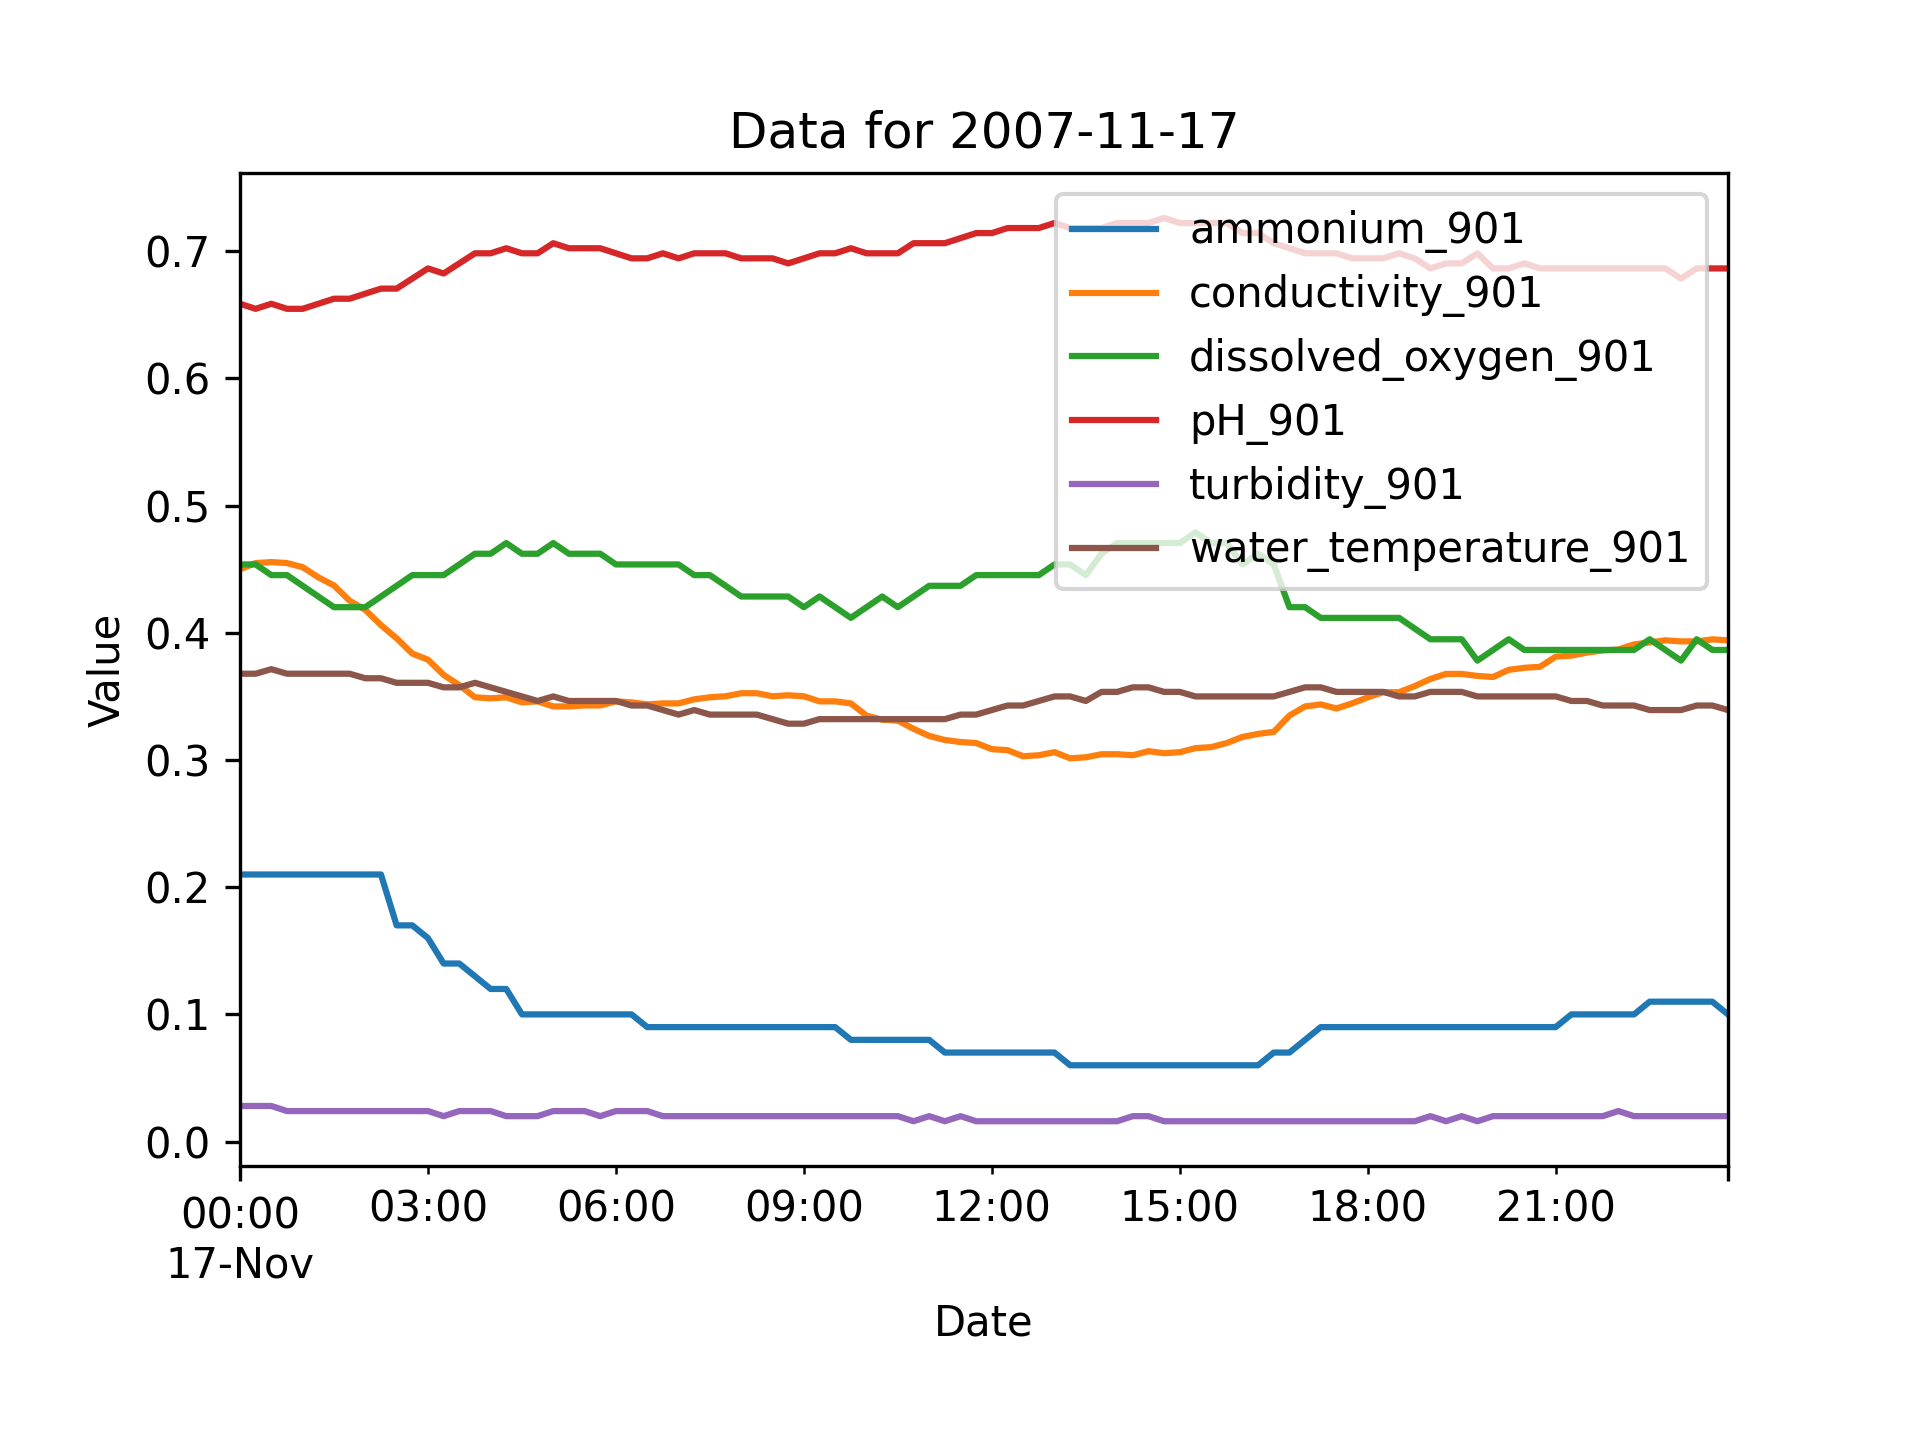 Data for 2007-11-17
ammonium_901
conductivity_901
dissolved_oxygen_901
pH_901
turbidity_901
water_temperature_901
Value
0.7
0.6
0.5
0.4
0.3
0.2
0.1
0.0
00:00 03:00 06:00 09:00 12:00 15:00 18:00 21:00
17-Nov
Date